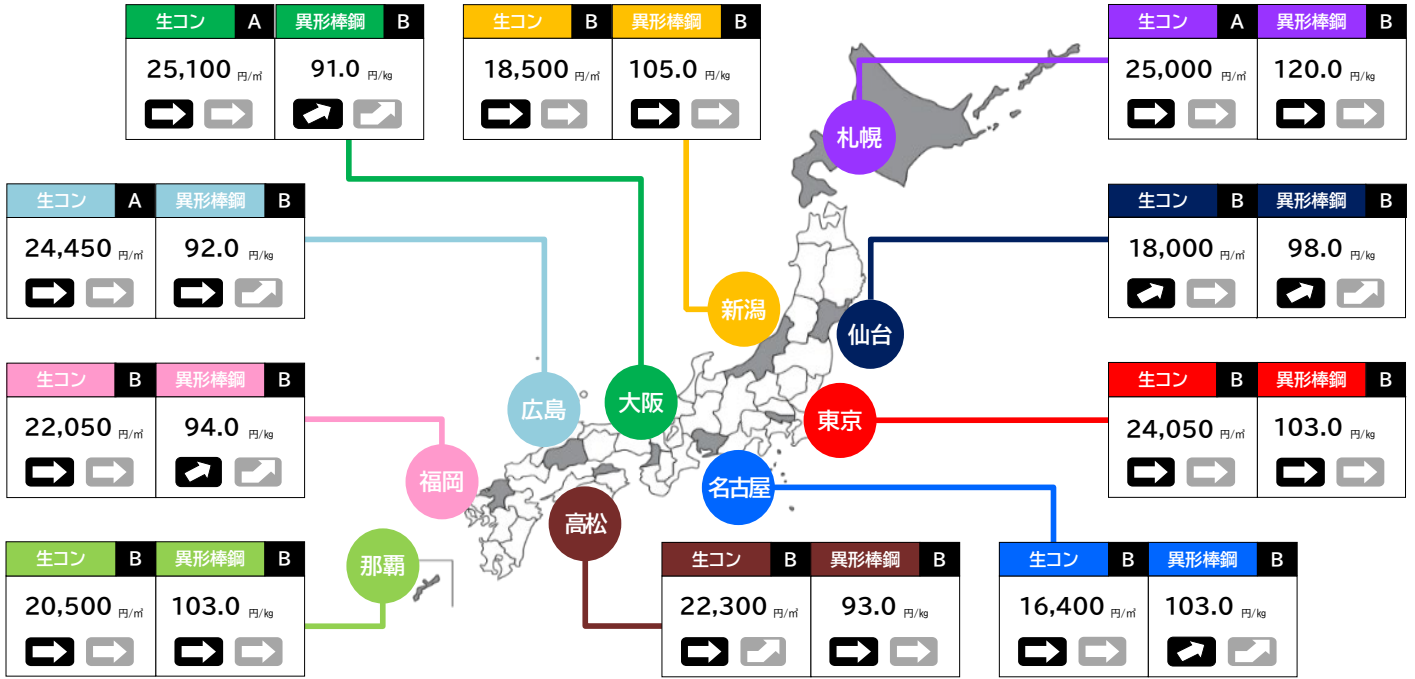 生コン A 異形棒鋼 B
25,100 円/㎥ 91.0 円/kg
生コン B 異形棒鋼 B
18,500 円/㎥ 105.0 円/kg
生コン A 異形棒鋼 B
25,000 円/㎥ 120.0 円/kg
札幌
生コン A 異形棒鋼 B
24,450 円/㎥ 92.0 円/kg
生コン B 異形棒鋼 B
18,000 円/㎥ 98.0 円/kg
新潟
仙台
生コン B 異形棒鋼 B
22,050 円/㎥ 94.0 円/kg
広島
大阪
東京
生コン B 異形棒鋼 B
24,050 円/㎥ 103.0 円/kg
福岡
名古屋
高松
那覇
生コン B 異形棒鋼 B
20,500 円/㎥ 103.0 円/kg
生コン B 異形棒鋼 B
22,300 円/㎥ 93.0 円/kg
生コン B 異形棒鋼 B
16,400 円/㎥ 103.0 円/kg